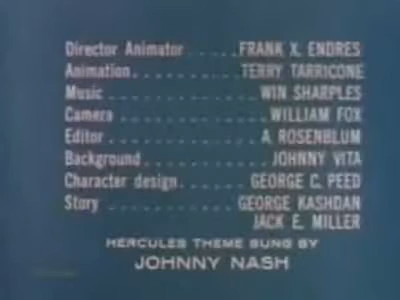 Director Animator . . . . . FRANK X. ENDRES
Animation . . . . . . . . . . TERRY TARRICONE
Music . . . . . . . . . . . . . WIN SHARPLES
Camera . . . . . . . . . . . . WILLIAM FOX
Editor . . . . . . . . . . . . . A. ROSENBLUM
Background . . . . . . . . . . JOHNNY VITA
Character design . . . . . . GEORGE C. PEED
Story . . . . . . . . . . . GEORGE KASHDAN
JACK E. MILLER
HERCULES THEME SUNG BY
JOHNNY NASH